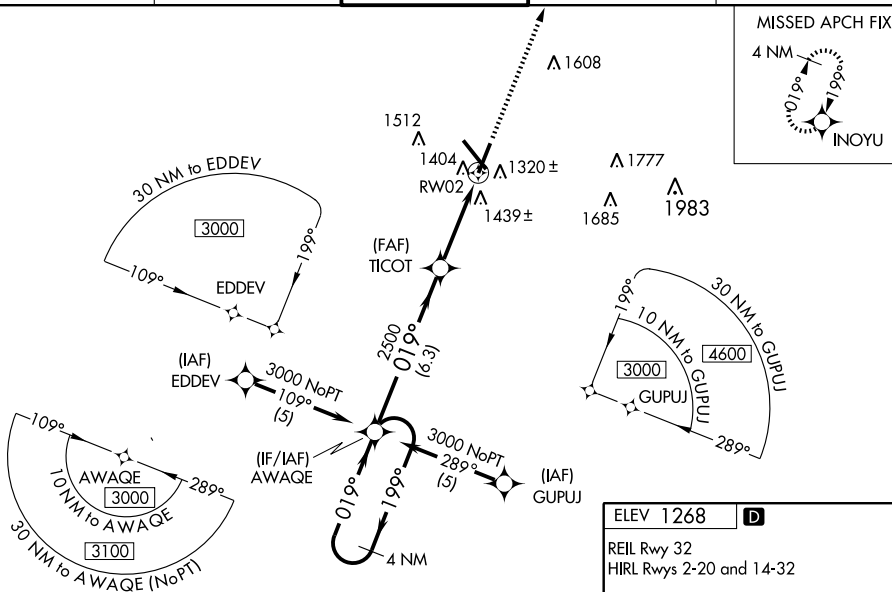 MISSED APCH FIX
4 NM
019°
199°
INOYU
1608
1512
1404
1320 ±
RW02
1439 ±
1777
1685
1983
30 NM to EDDEV
3000
109°
199°
EDDEV
(FAF)
TICOT
2500
019°
(6.3)
(IAF)
EDDEV
3000 NoPT
109°
(5)
(IF/IAF)
AWAQE
3000 NoPT
289°
(5)
(IAF)
GUPUJ
019°
199°
4 NM
199°
30 NM to GUPUJ
10 NM to GUPUJ
4600
3000
GUPUJ
289°
109°
AWAQE
289°
3000
10 NM to AWAQE
3100
30 NM to AWAQE (NoPT)
ELEV 1268 D
REIL Rwy 32
HIRL Rwys 2-20 and 14-32